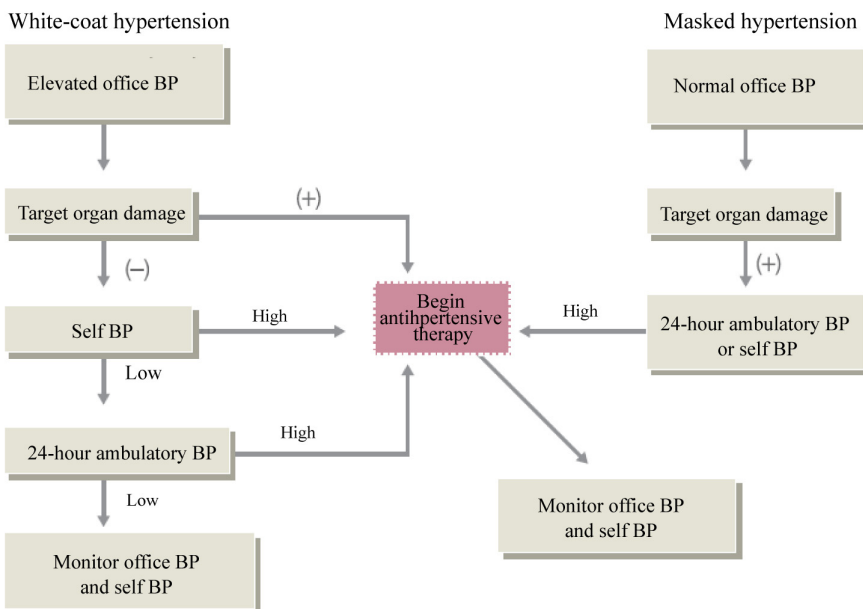 White-coat hypertension
Masked hypertension
Elevated office BP
Normal office BP
Target organ damage
(+)
Target organ damage
(−)
(+)
Self BP
High
Begin
antihpertensive
therapy
High
24-hour ambulatory BP
or self BP
Low
24-hour ambulatory BP
High
Low
Monitor office BP
and self BP
Monitor office BP
and self BP